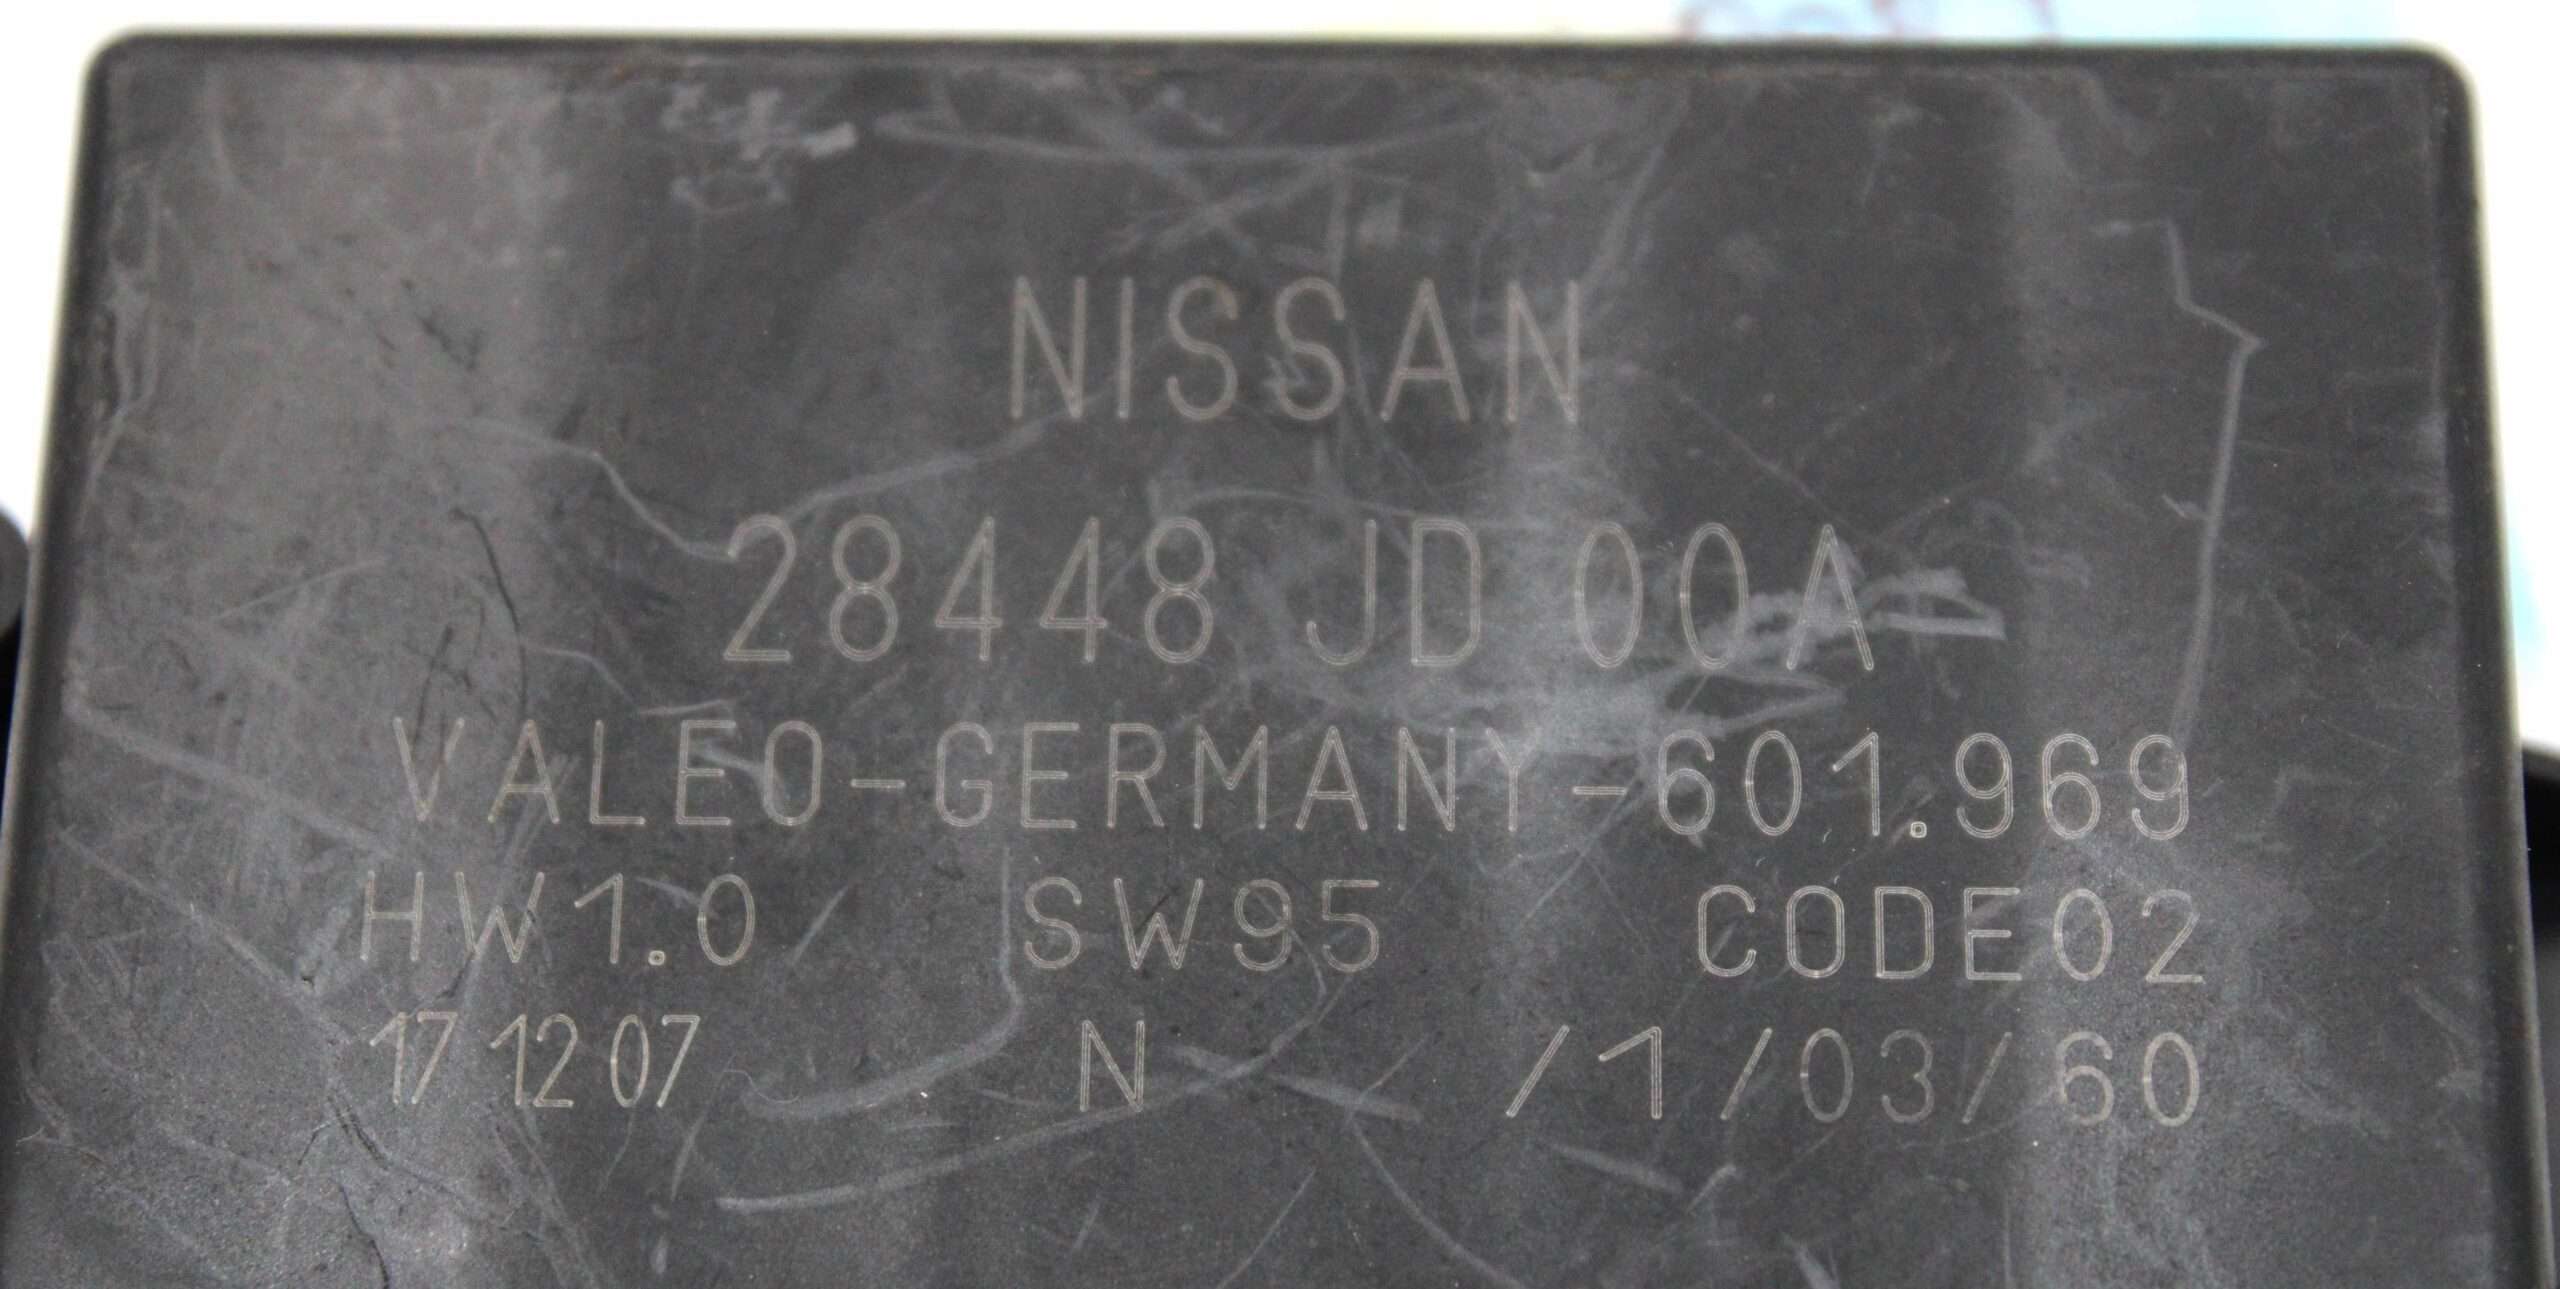 NISSAN
28448 JD 00A
VALEO-GERMANY-601.969
HW1.0 SW95 CODE02
17 12 07 N /1/03/60